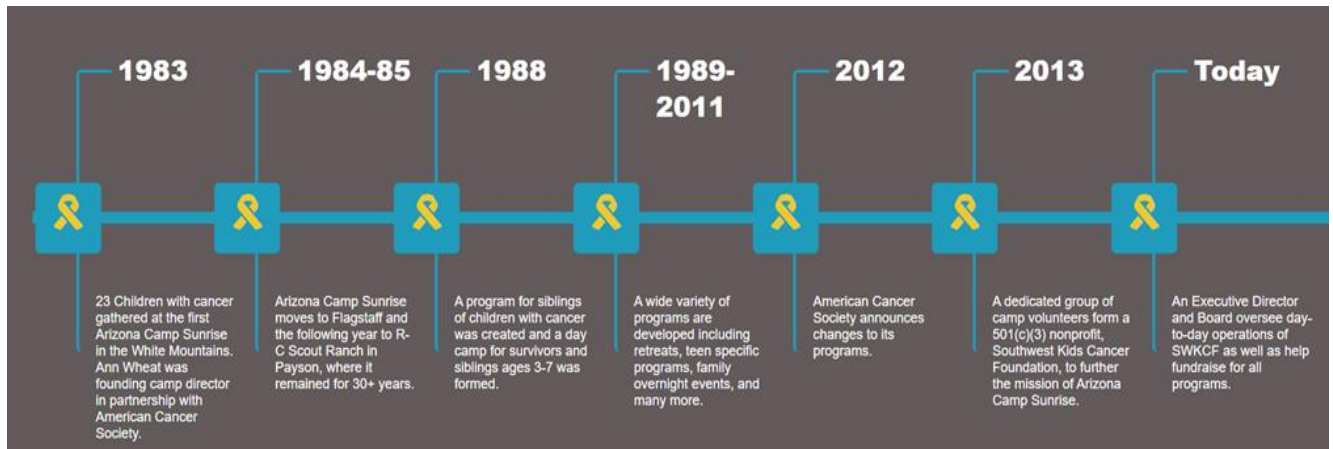 1983
23 Children with cancer
gathered at the first
Arizona Camp Sunrise
in the White Mountains.
Ann Wheat was
founding camp director
in partnership with
American Cancer
Society.
1984-85
Arizona Camp Sunrise
moves to Flagstaff and
the following year to R-
C Scout Ranch in
Payson, where it
remained for 30+ years.
1988
A program for siblings
of children with cancer
was created and a day
camp for survivors and
siblings ages 3-7 was
formed.
1989-
2011
A wide variety of
programs are
developed including
retreats, teen specific
programs, family
overnight events, and
many more.
2012
American Cancer
Society announces
changes to its
programs.
2013
A dedicated group of
camp volunteers form a
501(c)(3) nonprofit,
Southwest Kids Cancer
Foundation, to further
the mission of Arizona
Camp Sunrise.
Today
An Executive Director
and Board oversee day-
to-day operations of
SWKCF as well as help
fundraise for all
programs.